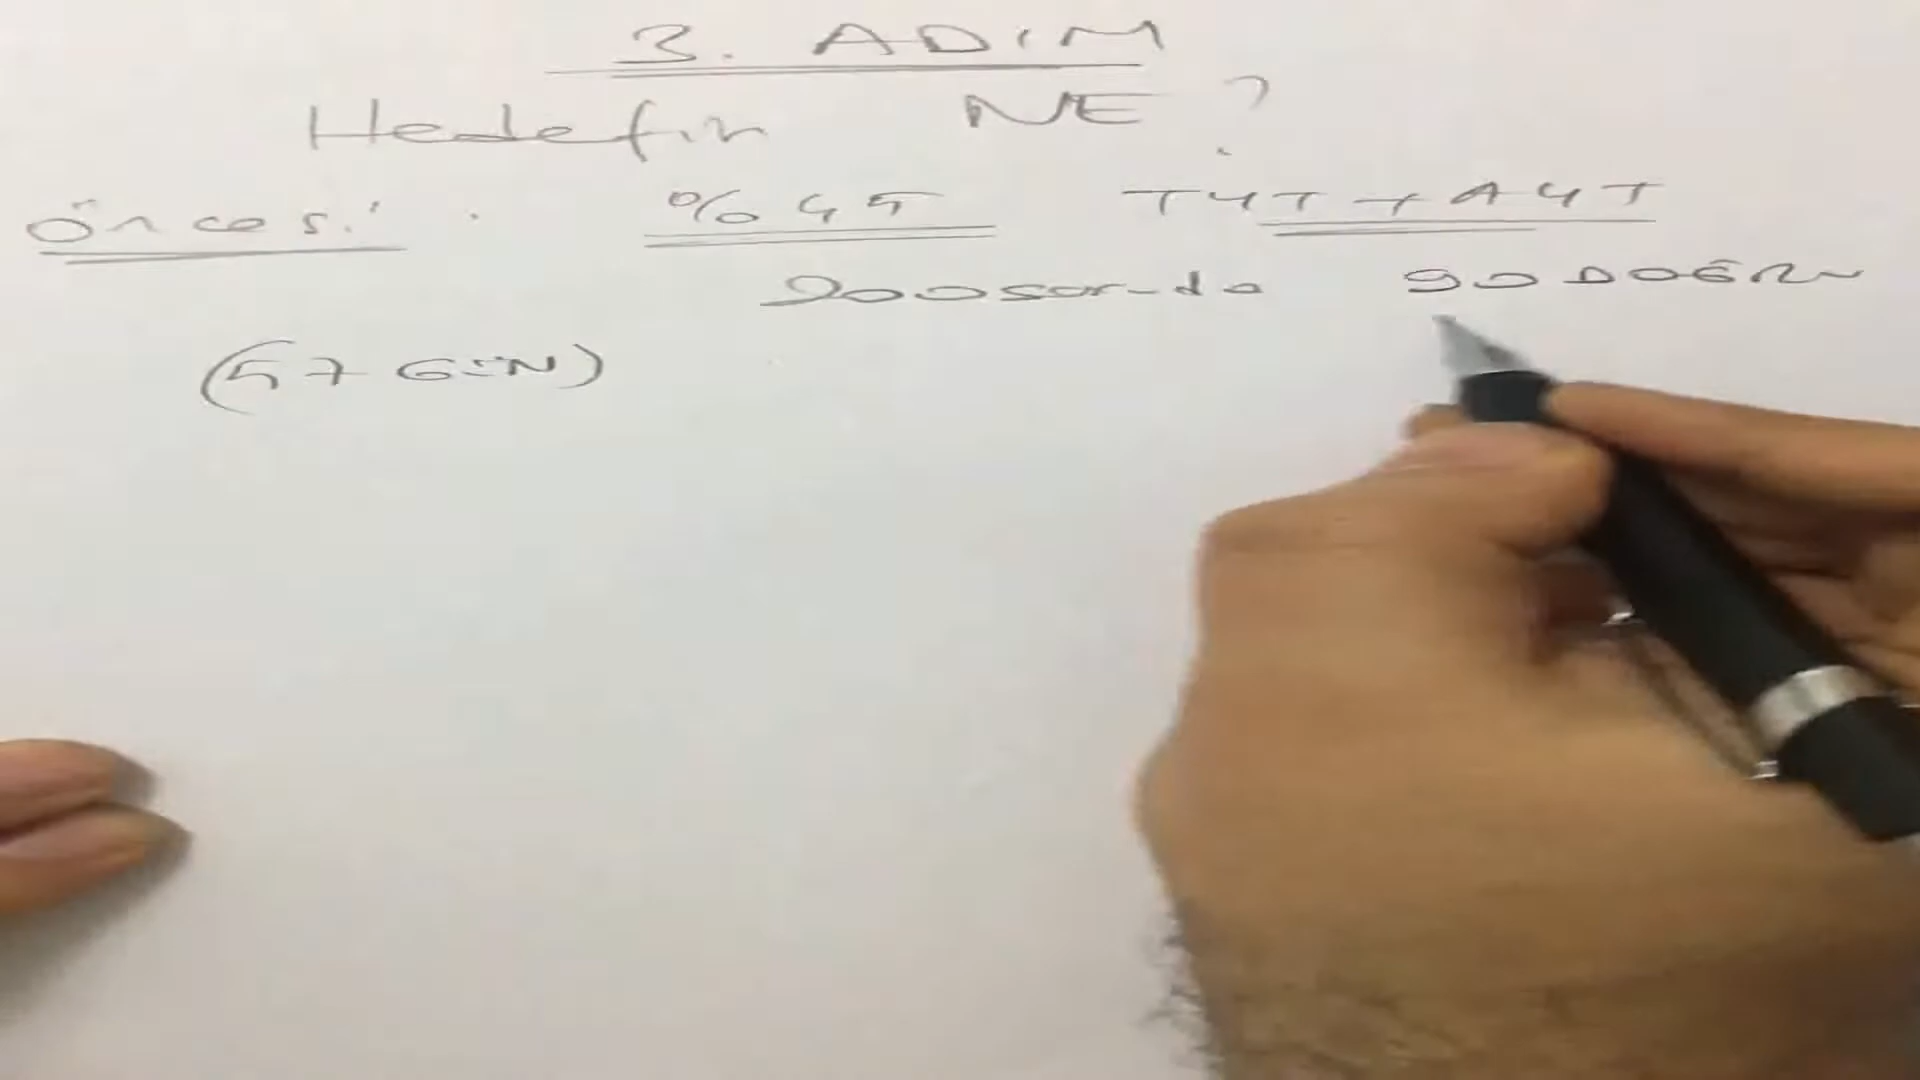 3. ADIM
Hedefin NE ?
Öncesi : %45 TYT + AYT
200 soruda 90 DOĞRU
(57 GÜN)